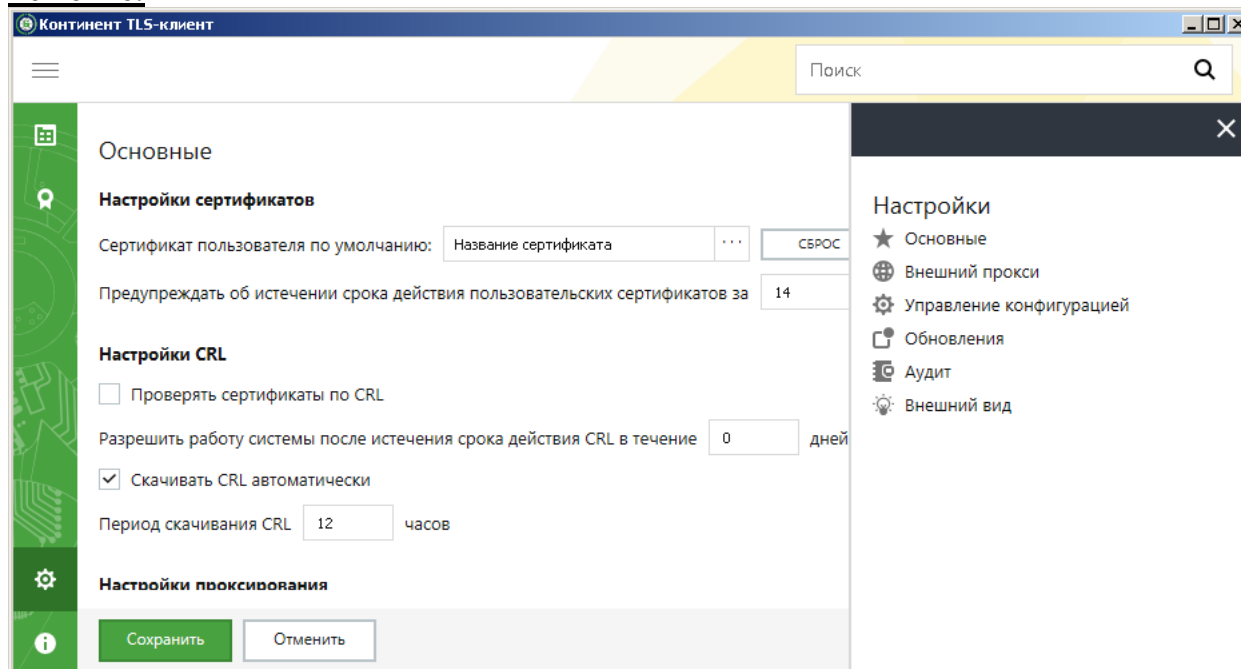 Континент TLS-клиент
Поиск
Основные
Настройки сертификатов
Сертификат пользователя по умолчанию: Название сертификата ... СБРОС
Предупреждать об истечении срока действия пользовательских сертификатов за 14
Настройки CRL
Проверять сертификаты по CRL
Разрешить работу системы после истечения срока действия CRL в течение 0 дней
Скачивать CRL автоматически
Период скачивания CRL 12 часов
Настройки проксирования
Сохранить Отменить
Настройки
Основные
Внешний прокси
Управление конфигурацией
Обновления
Аудит
Внешний вид